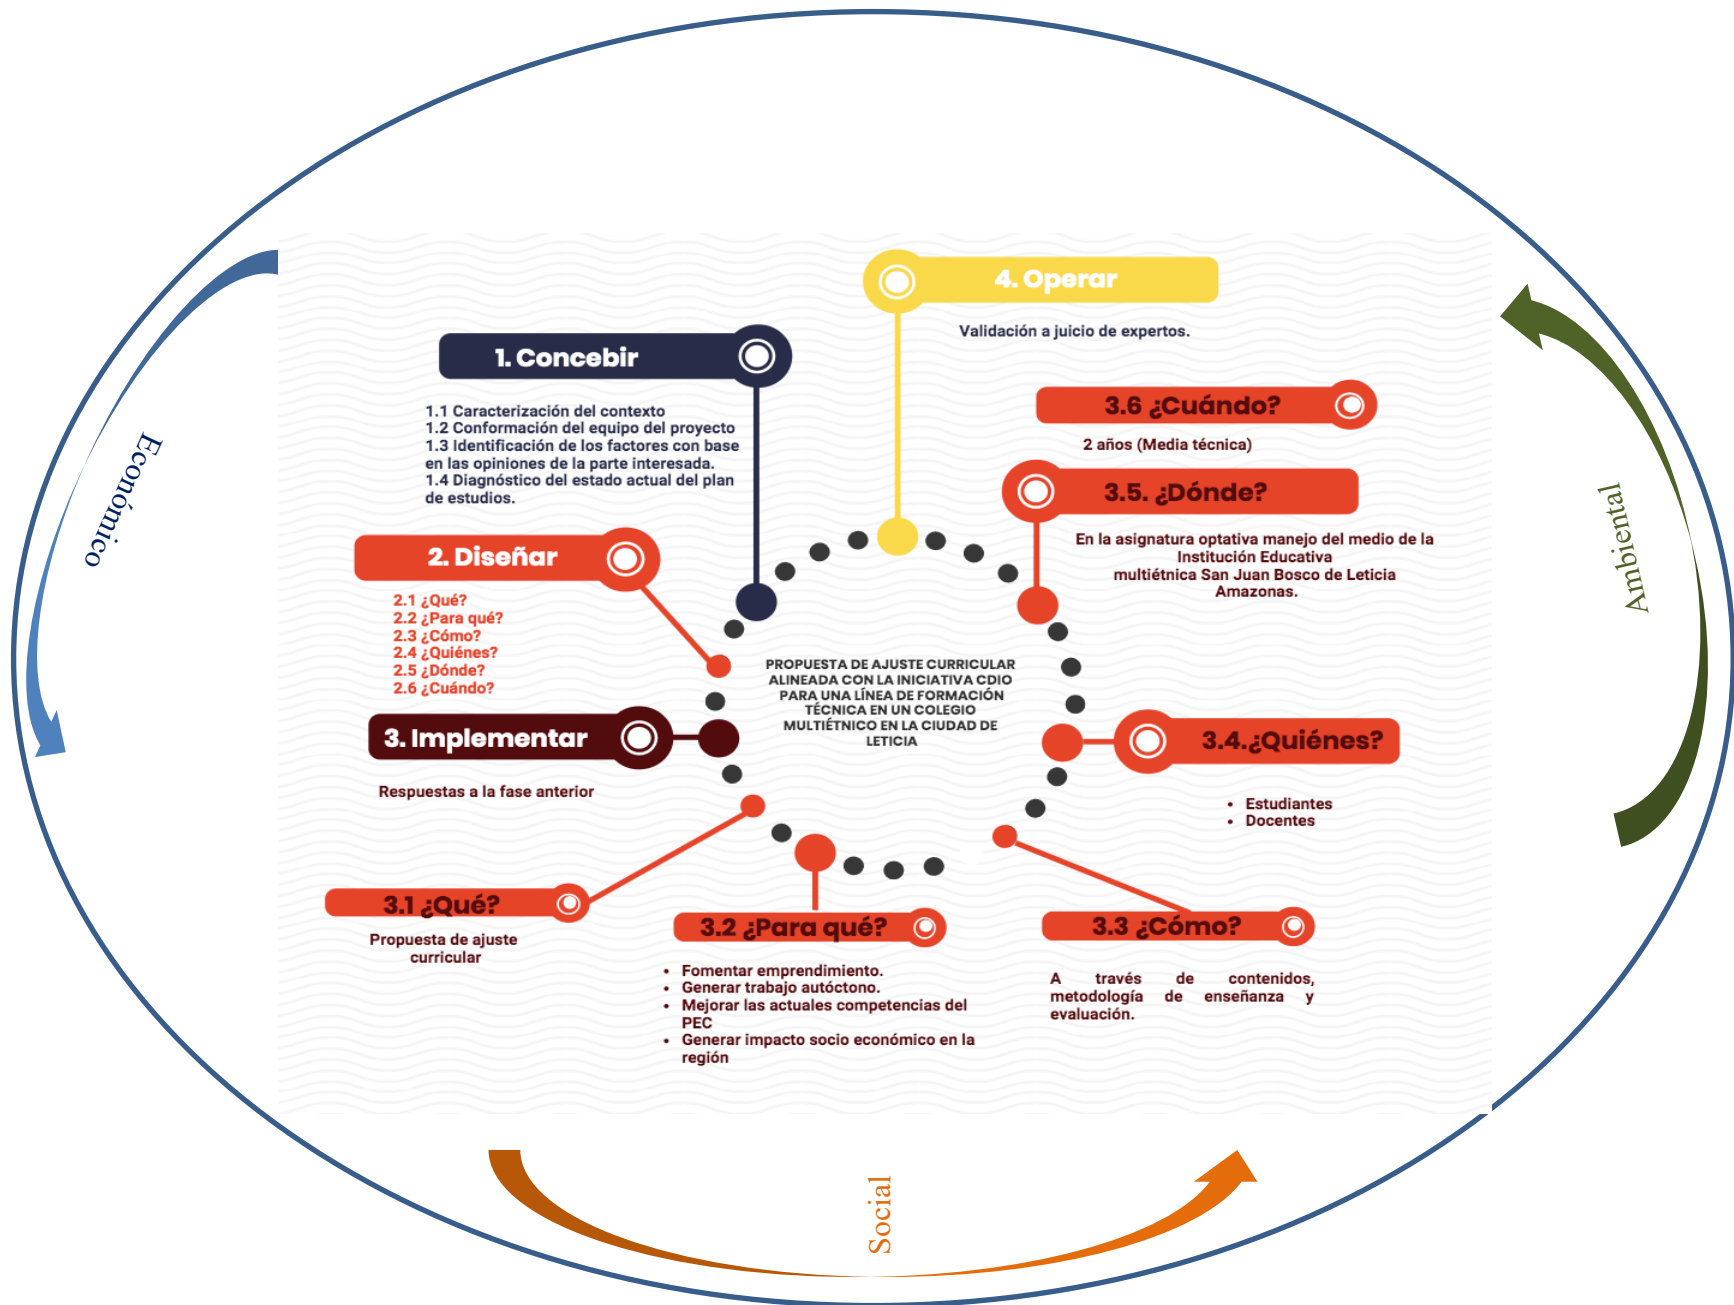 4. Operar
Validación a juicio de expertos.
1. Concebir
1.1 Caracterización del contexto
1.2 Conformación del equipo del proyecto
1.3 Identificación de los factores con base
en las opiniones de la parte interesada.
1.4 Diagnóstico del estado actual del plan
de estudios.
2. Diseñar
2.1 ¿Qué?
2.2 ¿Para qué?
2.3 ¿Cómo?
2.4 ¿Quiénes?
2.5 ¿Dónde?
2.6 ¿Cuándo?
3. Implementar
Respuestas a la fase anterior
3.1 ¿Qué?
Propuesta de ajuste
curricular
3.2 ¿Para qué?
• Fomentar emprendimiento.
• Generar trabajo autóctono.
• Mejorar las actuales competencias del
PEC
• Generar impacto socio económico en la
región
3.3 ¿Cómo?
A través de contenidos,
metodología de enseñanza y
evaluación.
3.4.¿Quiénes?
• Estudiantes
• Docentes
3.5. ¿Dónde?
En la asignatura optativa manejo del medio de la
Institución Educativa
multiétnica San Juan Bosco de Leticia
Amazonas.
3.6 ¿Cuándo?
2 años (Media técnica)
PROPUESTA DE AJUSTE CURRICULAR
ALINEADA CON LA INICIATIVA CDIO
PARA UNA LÍNEA DE FORMACIÓN
TÉCNICA EN UN COLEGIO
MULTIÉTNICO EN LA CIUDAD DE
LETICIA
Económico
Social
Ambiental